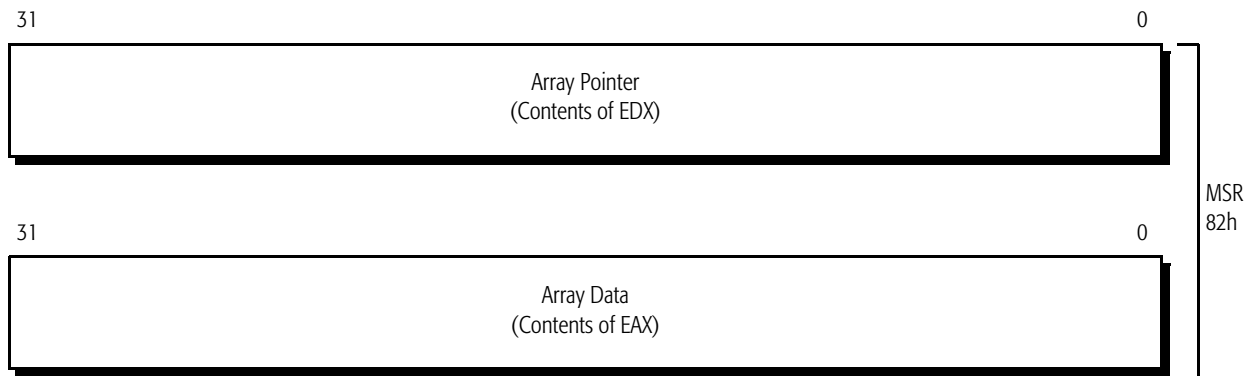 31 0
Array Pointer
(Contents of EDX)
MSR
82h
31 0
Array Data
(Contents of EAX)